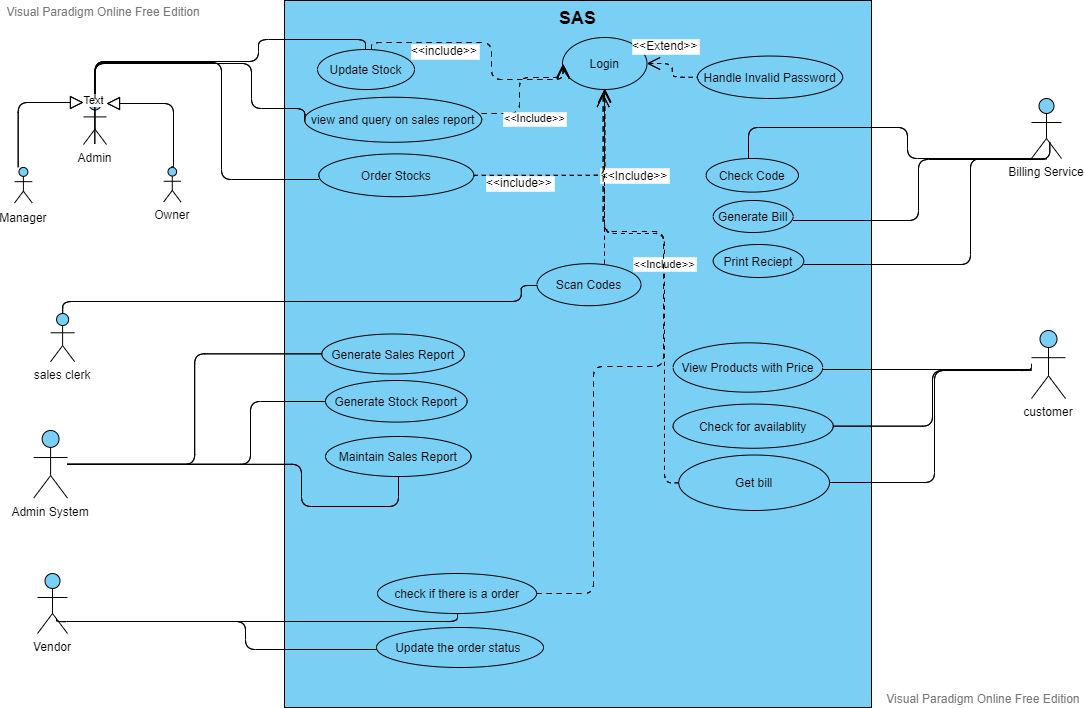 Visual Paradigm Online Free Edition
SAS
<<include>>
<<Extend>>
Update Stock
Login
Handle Invalid Password
Text
view and query on sales report
<<Include>>
Admin
Order Stocks
<<include>>
<<Include>>
Check Code
Billing Service
Manager
Owner
Generate Bill
Print Reciept
<<Include>>
Scan Codes
sales clerk
Generate Sales Report
View Products with Price
Generate Stock Report
customer
Check for availablity
Maintain Sales Report
Get bill
Admin System
check if there is a order
Vendor
Update the order status
Visual Paradigm Online Free Edition